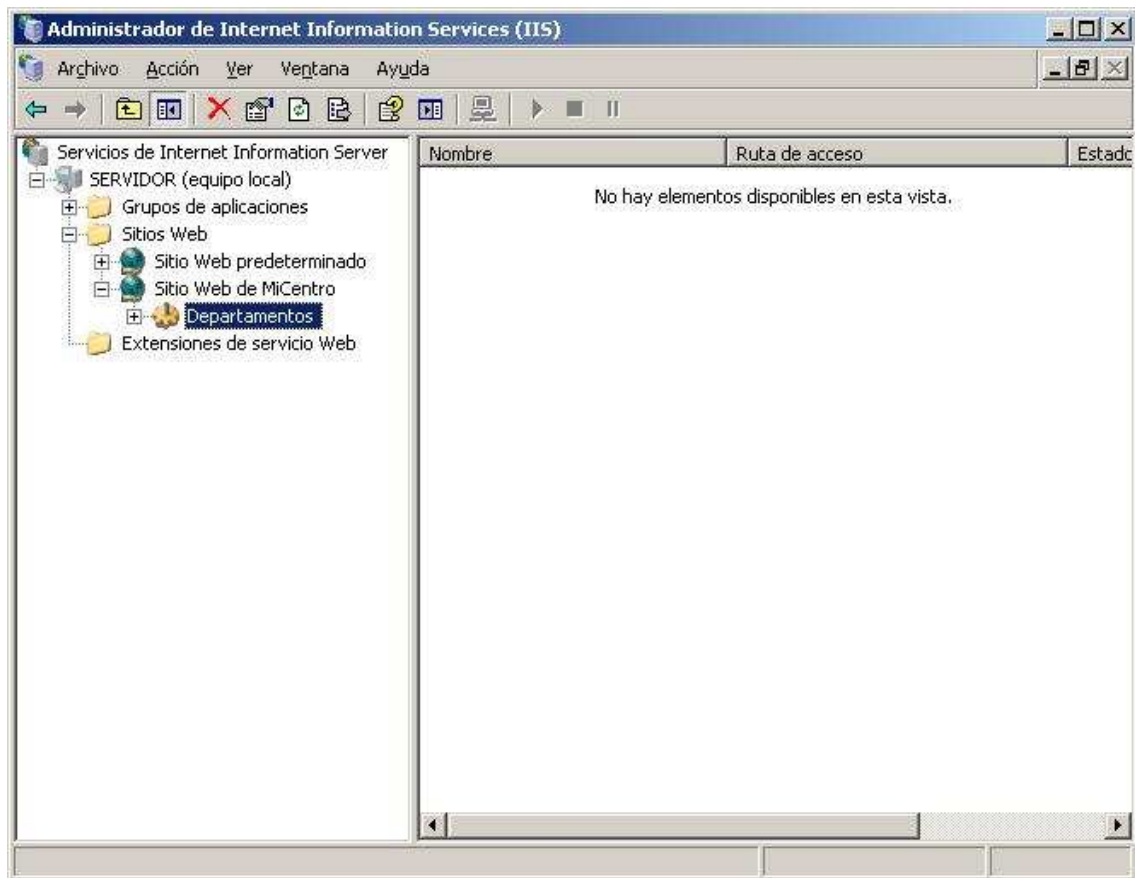 Administrador de Internet Information Services (IIS)
Archivo Acción Ver Ventana Ayuda
Servicios de Internet Information Server
SERVIDOR (equipo local)
Grupos de aplicaciones
Sitios Web
Sitio Web predeterminado
Sitio Web de MiCentro
Departamentos
Extensiones de servicio Web
Nombre Ruta de acceso Estado
No hay elementos disponibles en esta vista.